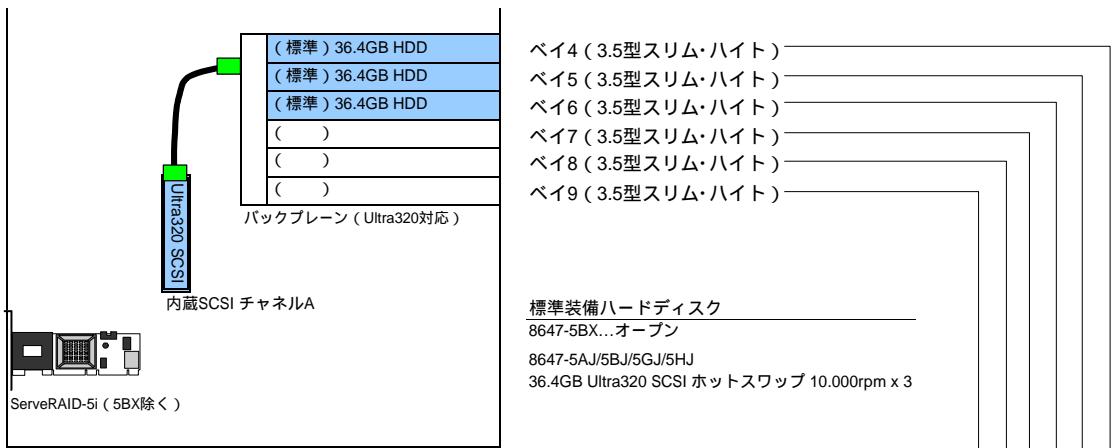 (標準)36.4GB HDD
(標準)36.4GB HDD
(標準)36.4GB HDD
(　　)
(　　)
(　　)
バックプレーン(Ultra320対応)
Ultra320 SCSI
内蔵SCSI チャネルA
ServeRAID-5i(5BX除く)
ベイ4(3.5型スリム・ハイト)
ベイ5(3.5型スリム・ハイト)
ベイ6(3.5型スリム・ハイト)
ベイ7(3.5型スリム・ハイト)
ベイ8(3.5型スリム・ハイト)
ベイ9(3.5型スリム・ハイト)
標準装備ハードディスク
8647-5BX…オープン
8647-5AJ/5BJ/5GJ/5HJ
36.4GB Ultra320 SCSI ホットスワップ 10.000rpm x 3